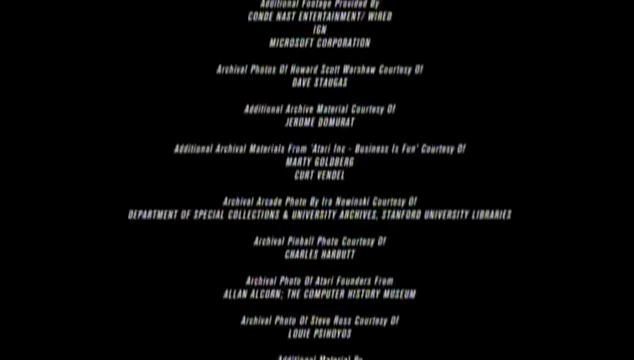 Additional Footage Provided By
CONDE NAST ENTERTAINMENT/ WIRED
IGN
MICROSOFT CORPORATION
Archival Photos Of Howard Scott Warshaw Courtesy Of
DAVE STAUGAS
Additional Archive Material Courtesy Of
JEROME DOMURAT
Additional Archival Materials From 'Atari Inc - Business Is Fun' Courtesy Of
MARTY GOLDBERG
CURT VENDEL
Archival Arcade Photo By Ira Nowinski Courtesy Of
DEPARTMENT OF SPECIAL COLLECTIONS & UNIVERSITY ARCHIVES, STANFORD UNIVERSITY LIBRARIES
Archival Pinball Photo Courtesy Of
CHARLES HARBUTT
Archival Photo Of Atari Founders From
ALLAN ALCORN; THE COMPUTER HISTORY MUSEUM
Archival Photo Of Steve Ross Courtesy Of
LOUIE PSIHOYOS
Additional Material By